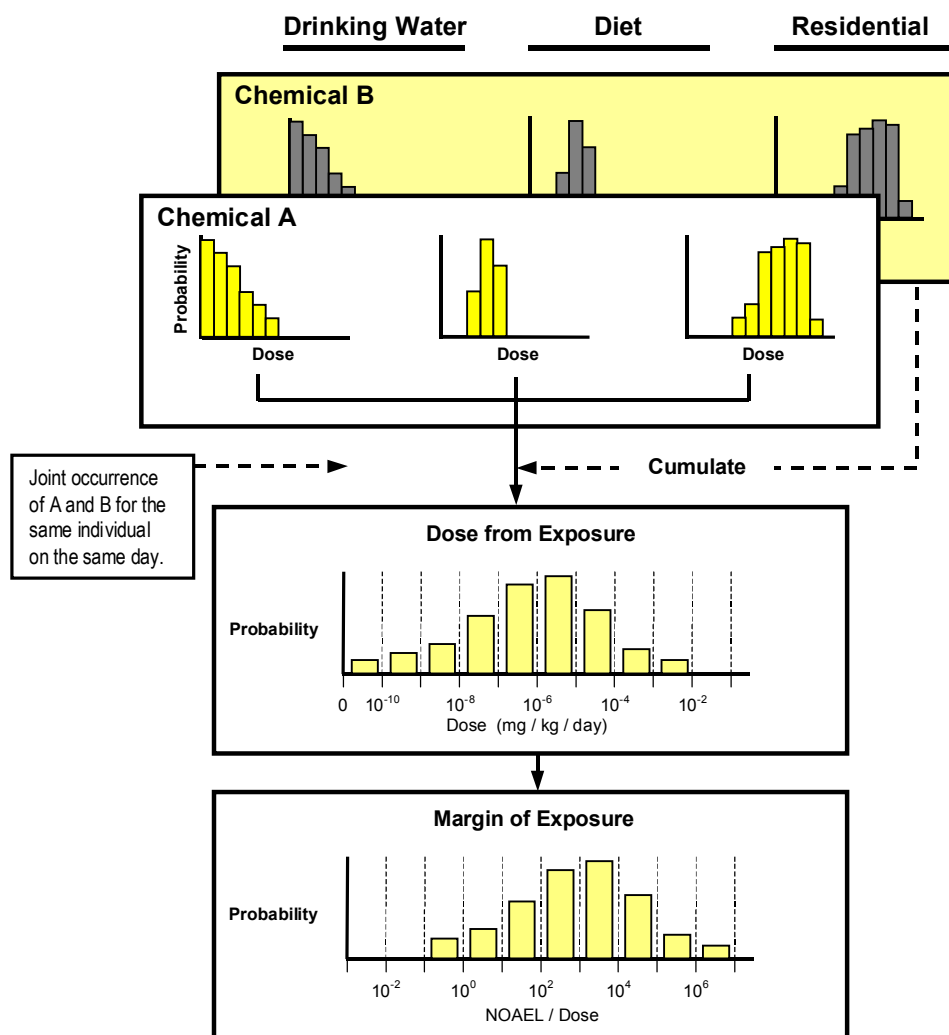 Drinking Water
Diet
Residential
Chemical B
Chemical A
Probability
Dose
Dose
Dose
Joint occurrence
of A and B for the
same individual
on the same day.
Cumulate
Dose from Exposure
Probability
0 10⁻¹⁰ 10⁻⁸ 10⁻⁶ 10⁻⁴ 10⁻²
Dose (mg / kg / day)
Margin of Exposure
Probability
10⁻² 10⁰ 10² 10⁴ 10⁶
NOAEL / Dose